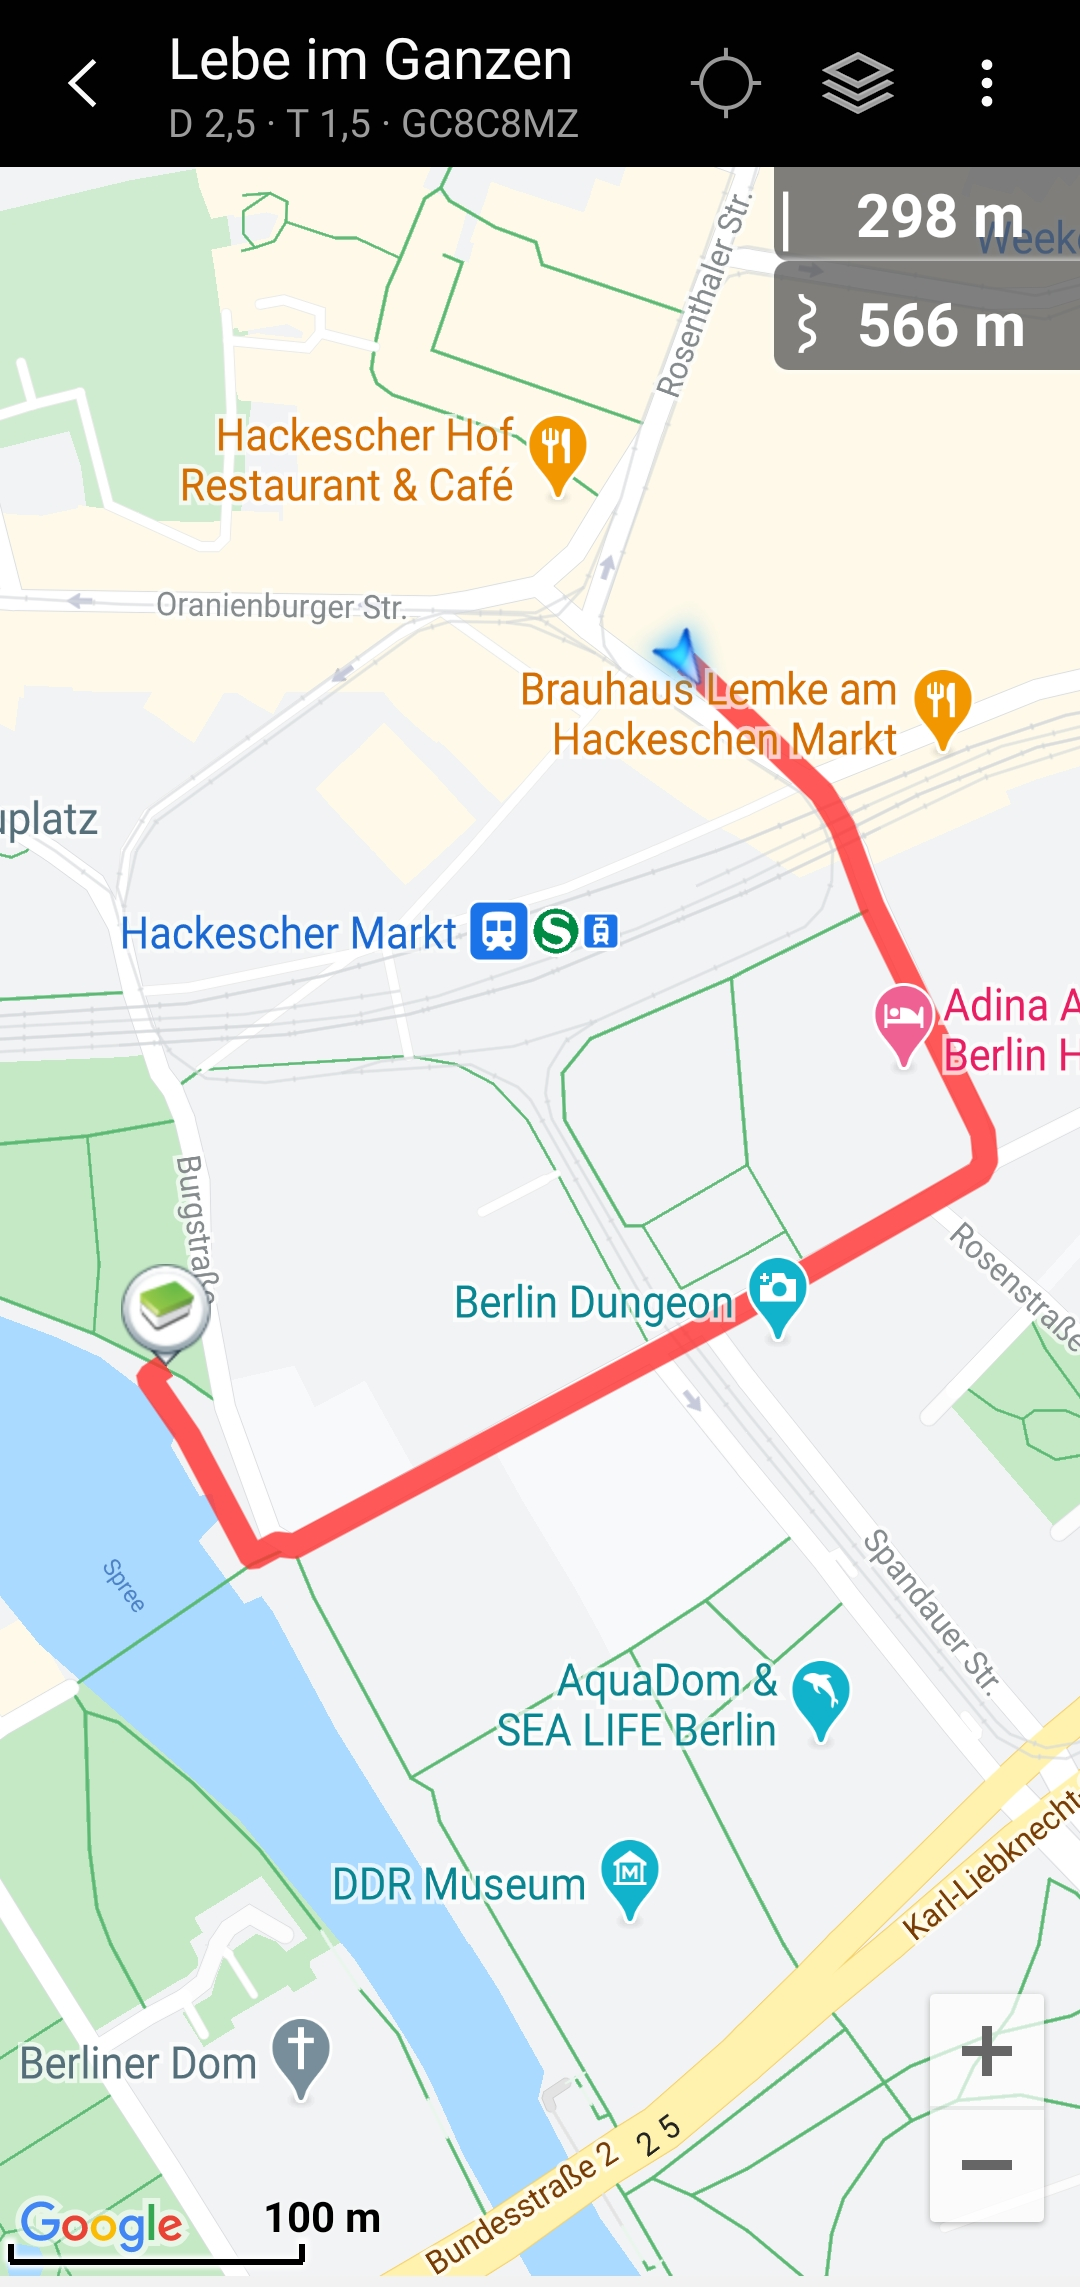 Lebe im Ganzen
D 2,5 · T 1,5 · GC8C8MZ
298 m
Weeke
566 m
Rosenthaler Str.
Hackescher Hof
Restaurant & Café
Oranienburger Str.
Brauhaus Lemke am
Hackeschen Markt
uplatz
Hackescher Markt
S
Adina A
Berlin H
Burgstraße
Rosenstraße
Berlin Dungeon
Spree
Spandauer Str.
AquaDom &
SEA LIFE Berlin
Karl-Liebknecht-
DDR Museum
M
Berliner Dom
Bundesstraße 2
2 5
Google
100 m